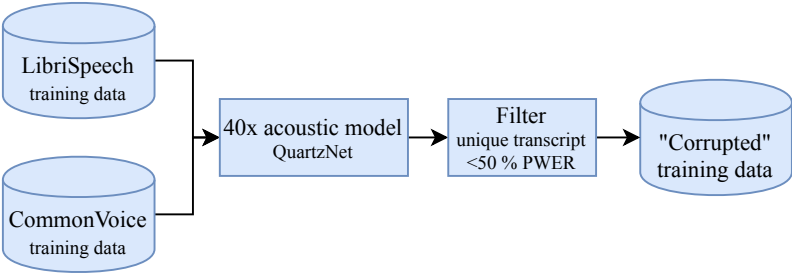 LibriSpeech
training data
CommonVoice
training data
40x acoustic model
QuartzNet
Filter
unique transcript
<50 % PWER
"Corrupted"
training data